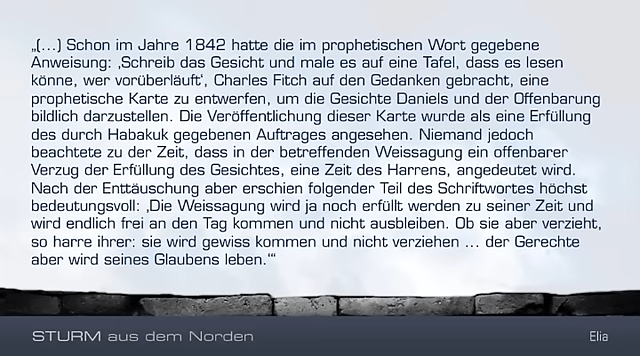 „(...) Schon im Jahre 1842 hatte die im prophetischen Wort gegebene
Anweisung: ‚Schreib das Gesicht und male es auf eine Tafel, dass es lesen
könne, wer vorüberläuft‘, Charles Fitch auf den Gedanken gebracht, eine
prophetische Karte zu entwerfen, um die Gesichte Daniels und der Offenbarung
bildlich darzustellen. Die Veröffentlichung dieser Karte wurde als eine Erfüllung
des durch Habakuk gegebenen Auftrages angesehen. Niemand jedoch
beachtete zu der Zeit, dass in der betreffenden Weissagung ein offenbarer
Verzug der Erfüllung des Gesichtes, eine Zeit des Harrens, angedeutet wird.
Nach der Enttäuschung aber erschien folgender Teil des Schriftwortes höchst
bedeutungsvoll: ‚Die Weissagung wird ja noch erfüllt werden zu seiner Zeit und
wird endlich frei an den Tag kommen und nicht ausbleiben. Ob sie aber verzieht,
so harre ihrer: sie wird gewiss kommen und nicht verziehen ... der Gerechte
aber wird seines Glaubens leben.‘“
STURM aus dem Norden
Elia